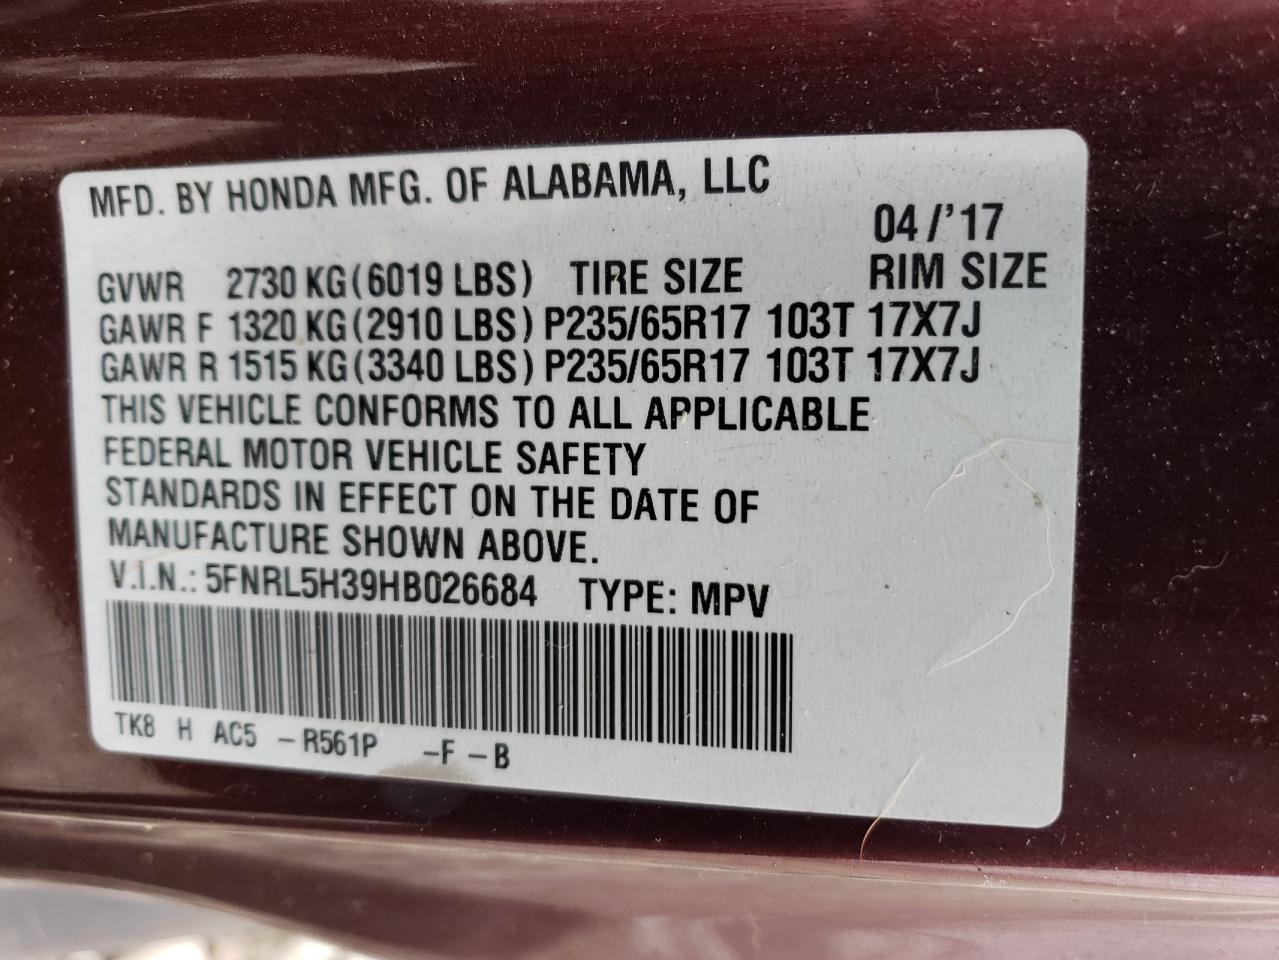 MFD. BY HONDA MFG. OF ALABAMA, LLC
04/'17
GVWR 2730 KG(6019 LBS) TIRE SIZE RIM SIZE
GAWR F 1320 KG(2910 LBS) P235/65R17 103T 17X7J
GAWR R 1515 KG(3340 LBS) P235/65R17 103T 17X7J
THIS VEHICLE CONFORMS TO ALL APPLICABLE
FEDERAL MOTOR VEHICLE SAFETY
STANDARDS IN EFFECT ON THE DATE OF
MANUFACTURE SHOWN ABOVE.
V.I.N.: 5FNRL5H39HB026684 TYPE: MPV
TK8 H AC5 -R561P -F -B